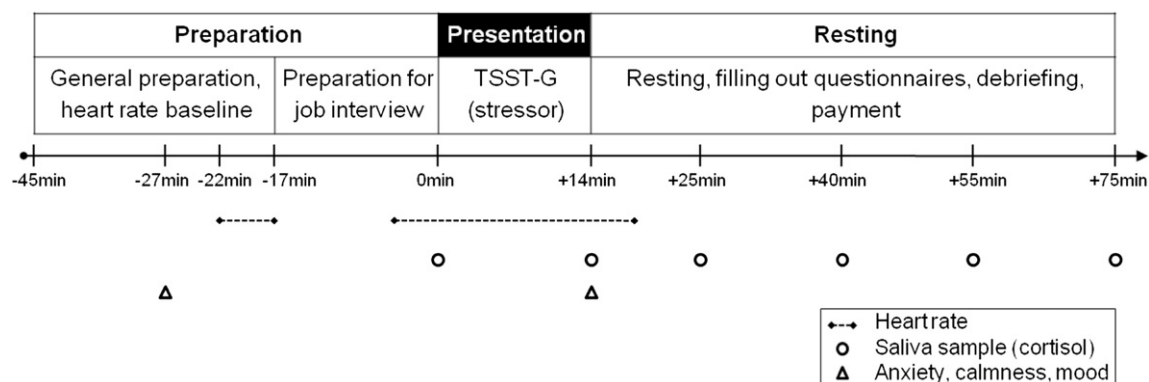 Preparation
Presentation
Resting
General preparation,
heart rate baseline
Preparation for
job interview
TSST-G
(stressor)
Resting, filling out questionnaires, debriefing,
payment
-45min
-27min
-22min
-17min
0min
+14min
+25min
+40min
+55min
+75min
Heart rate
Saliva sample (cortisol)
Anxiety, calmness, mood